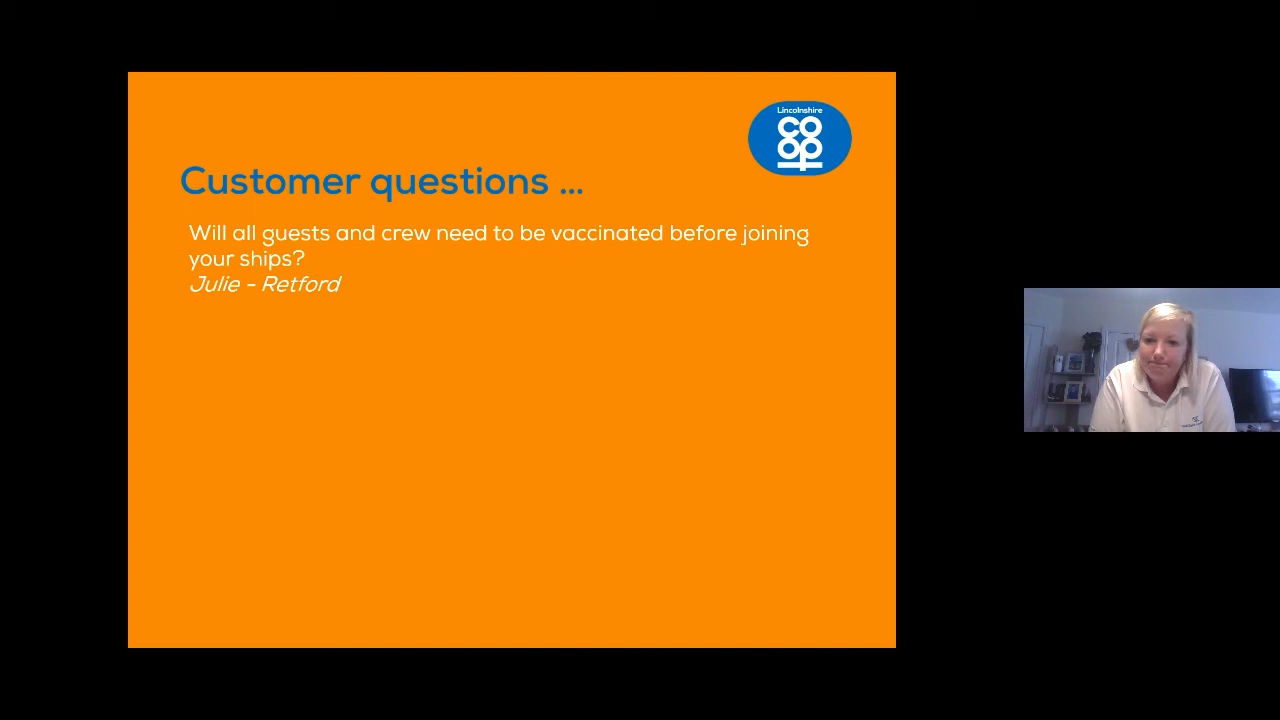 Lincolnshire
co
op
Customer questions ...
Will all guests and crew need to be vaccinated before joining
your ships?
Julie - Retford